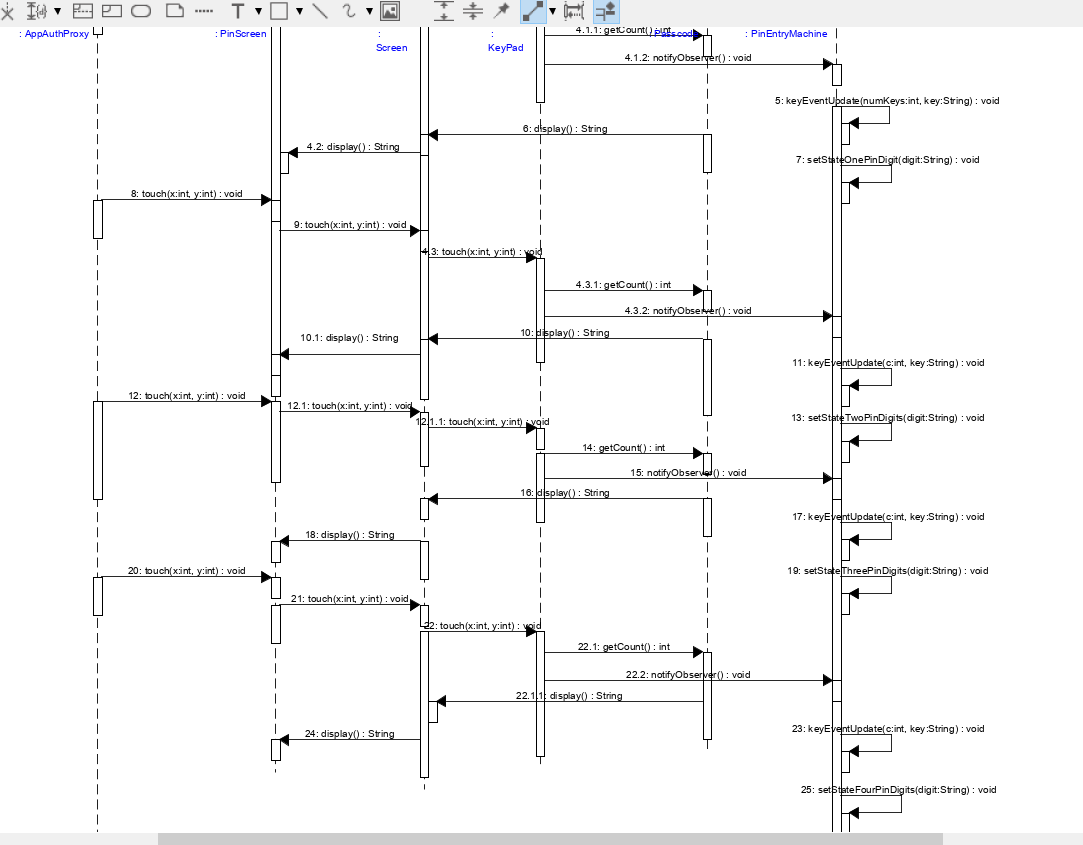 4.1.1: getCount() : int
: AppAuthProxy
: PinScreen
:
Screen
:
KeyPad
: PinEntryMachine
4.1.2: notifyObserver() : void
5: keyEventUpdate(numKeys:int, key:String) : void
6: display() : String
4.2: display() : String
7: setStateOnePinDigit(digit:String) : void
8: touch(x:int, y:int) : void
9: touch(x:int, y:int) : void
4.3: touch(x:int, y:int) : void
4.3.1: getCount() : int
4.3.2: notifyObserver() : void
10: display() : String
10.1: display() : String
11: keyEventUpdate(c:int, key:String) : void
12: touch(x:int, y:int) : void
12.1: touch(x:int, y:int) : void
13: setStateTwoPinDigits(digit:String) : void
12.1.1: touch(x:int, y:int) : void
14: getCount() : int
15: notifyObserver() : void
16: display() : String
17: keyEventUpdate(c:int, key:String) : void
18: display() : String
20: touch(x:int, y:int) : void
19: setStateThreePinDigits(digit:String) : void
21: touch(x:int, y:int) : void
22: touch(x:int, y:int) : void
22.1: getCount() : int
22.2: notifyObserver() : void
22.1.1: display() : String
23: keyEventUpdate(c:int, key:String) : void
24: display() : String
25: setStateFourPinDigits(digit:String) : void